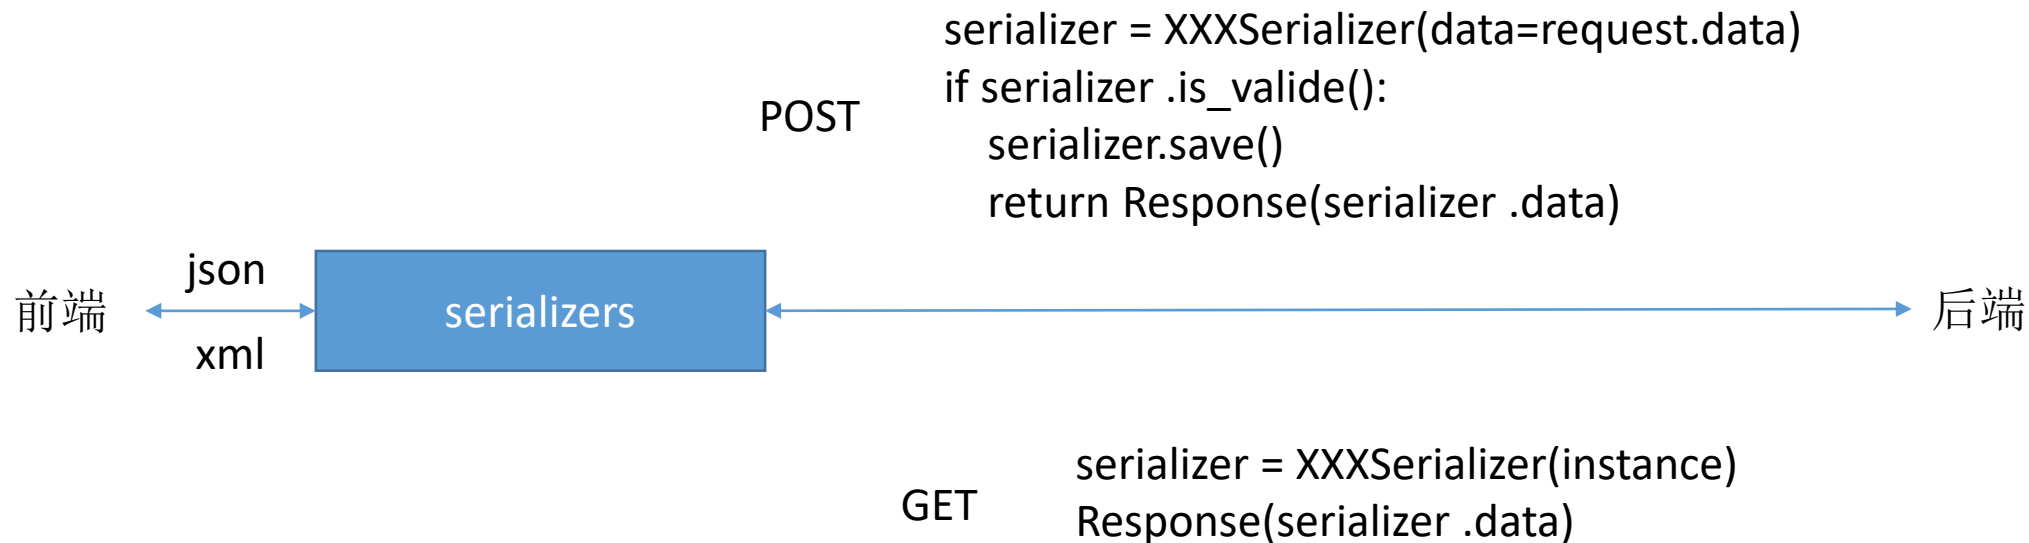 serializer = XXXSerializer(data=request.data)
if serializer .is_valide():
POST
serializer.save()
return Response(serializer .data)
json
前端
serializers
后端
xml
serializer = XXXSerializer(instance)
GET
Response(serializer .data)